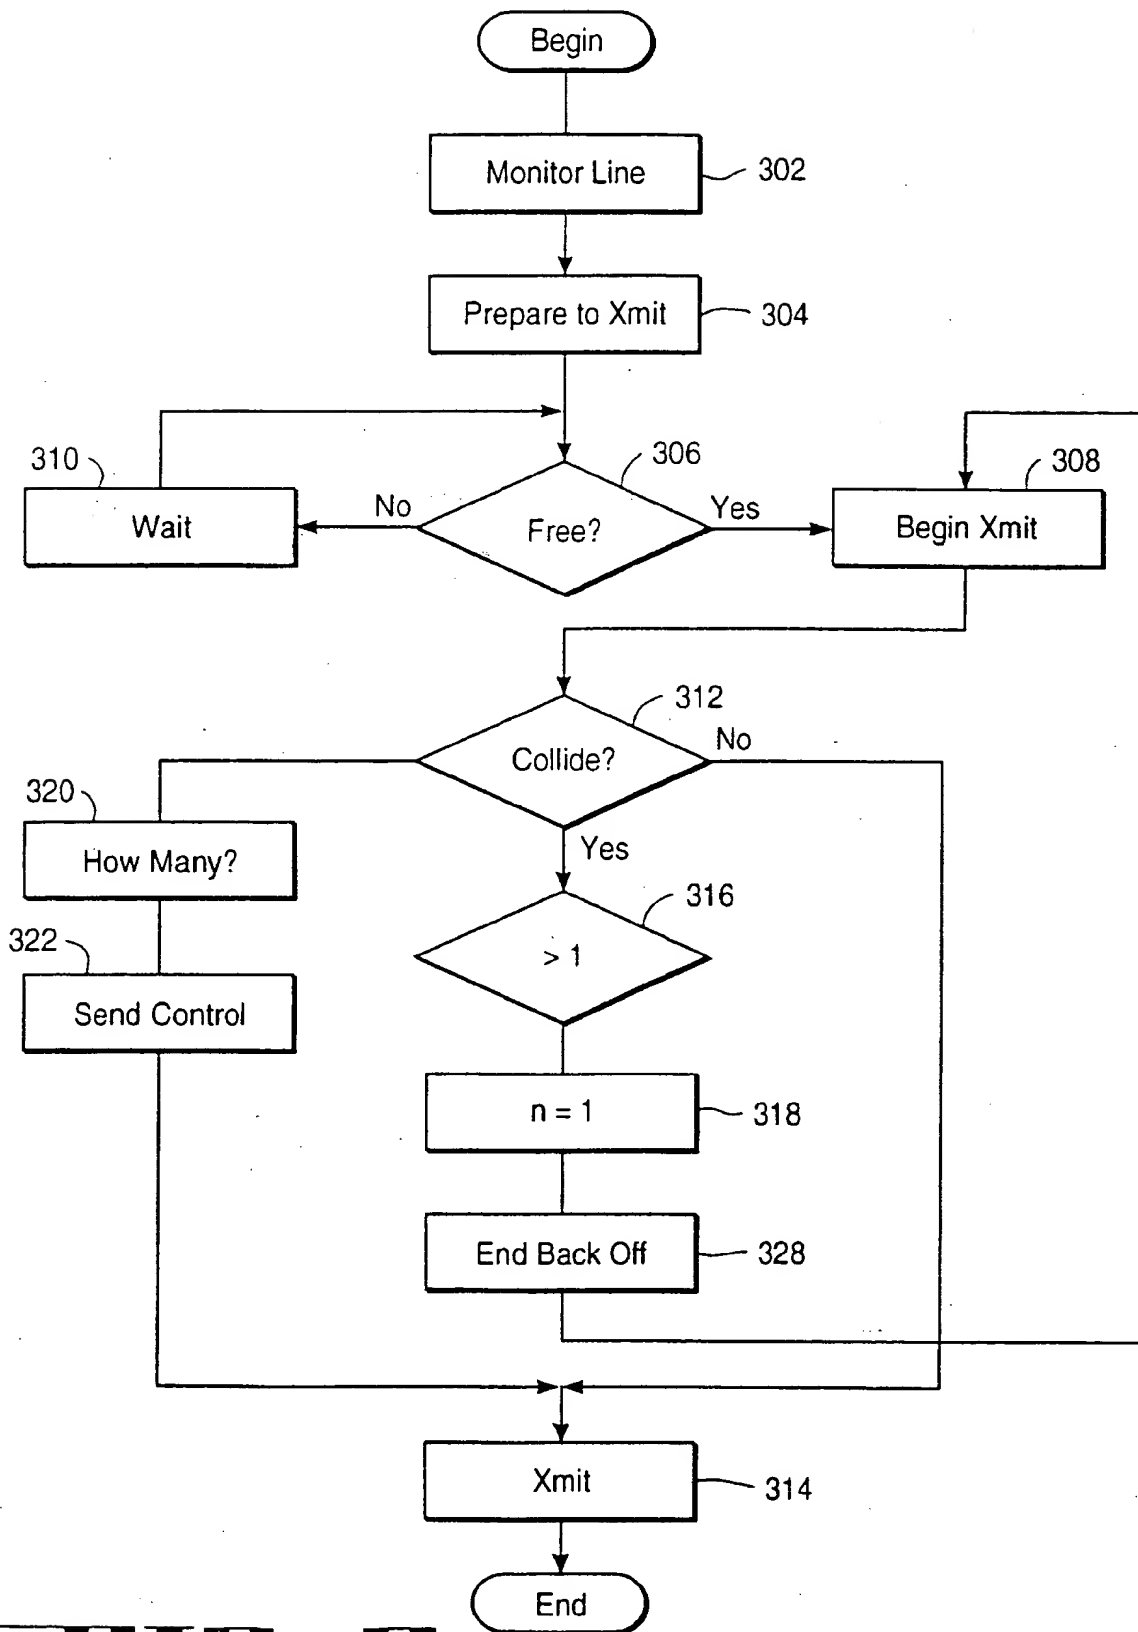 Begin
Monitor Line
302
Prepare to Xmit
304
310
Wait
No
306
Free?
Yes
308
Begin Xmit
312
Collide?
No
Yes
320
How Many?
316
> 1
322
Send Control
n = 1
318
End Back Off
328
Xmit
314
End